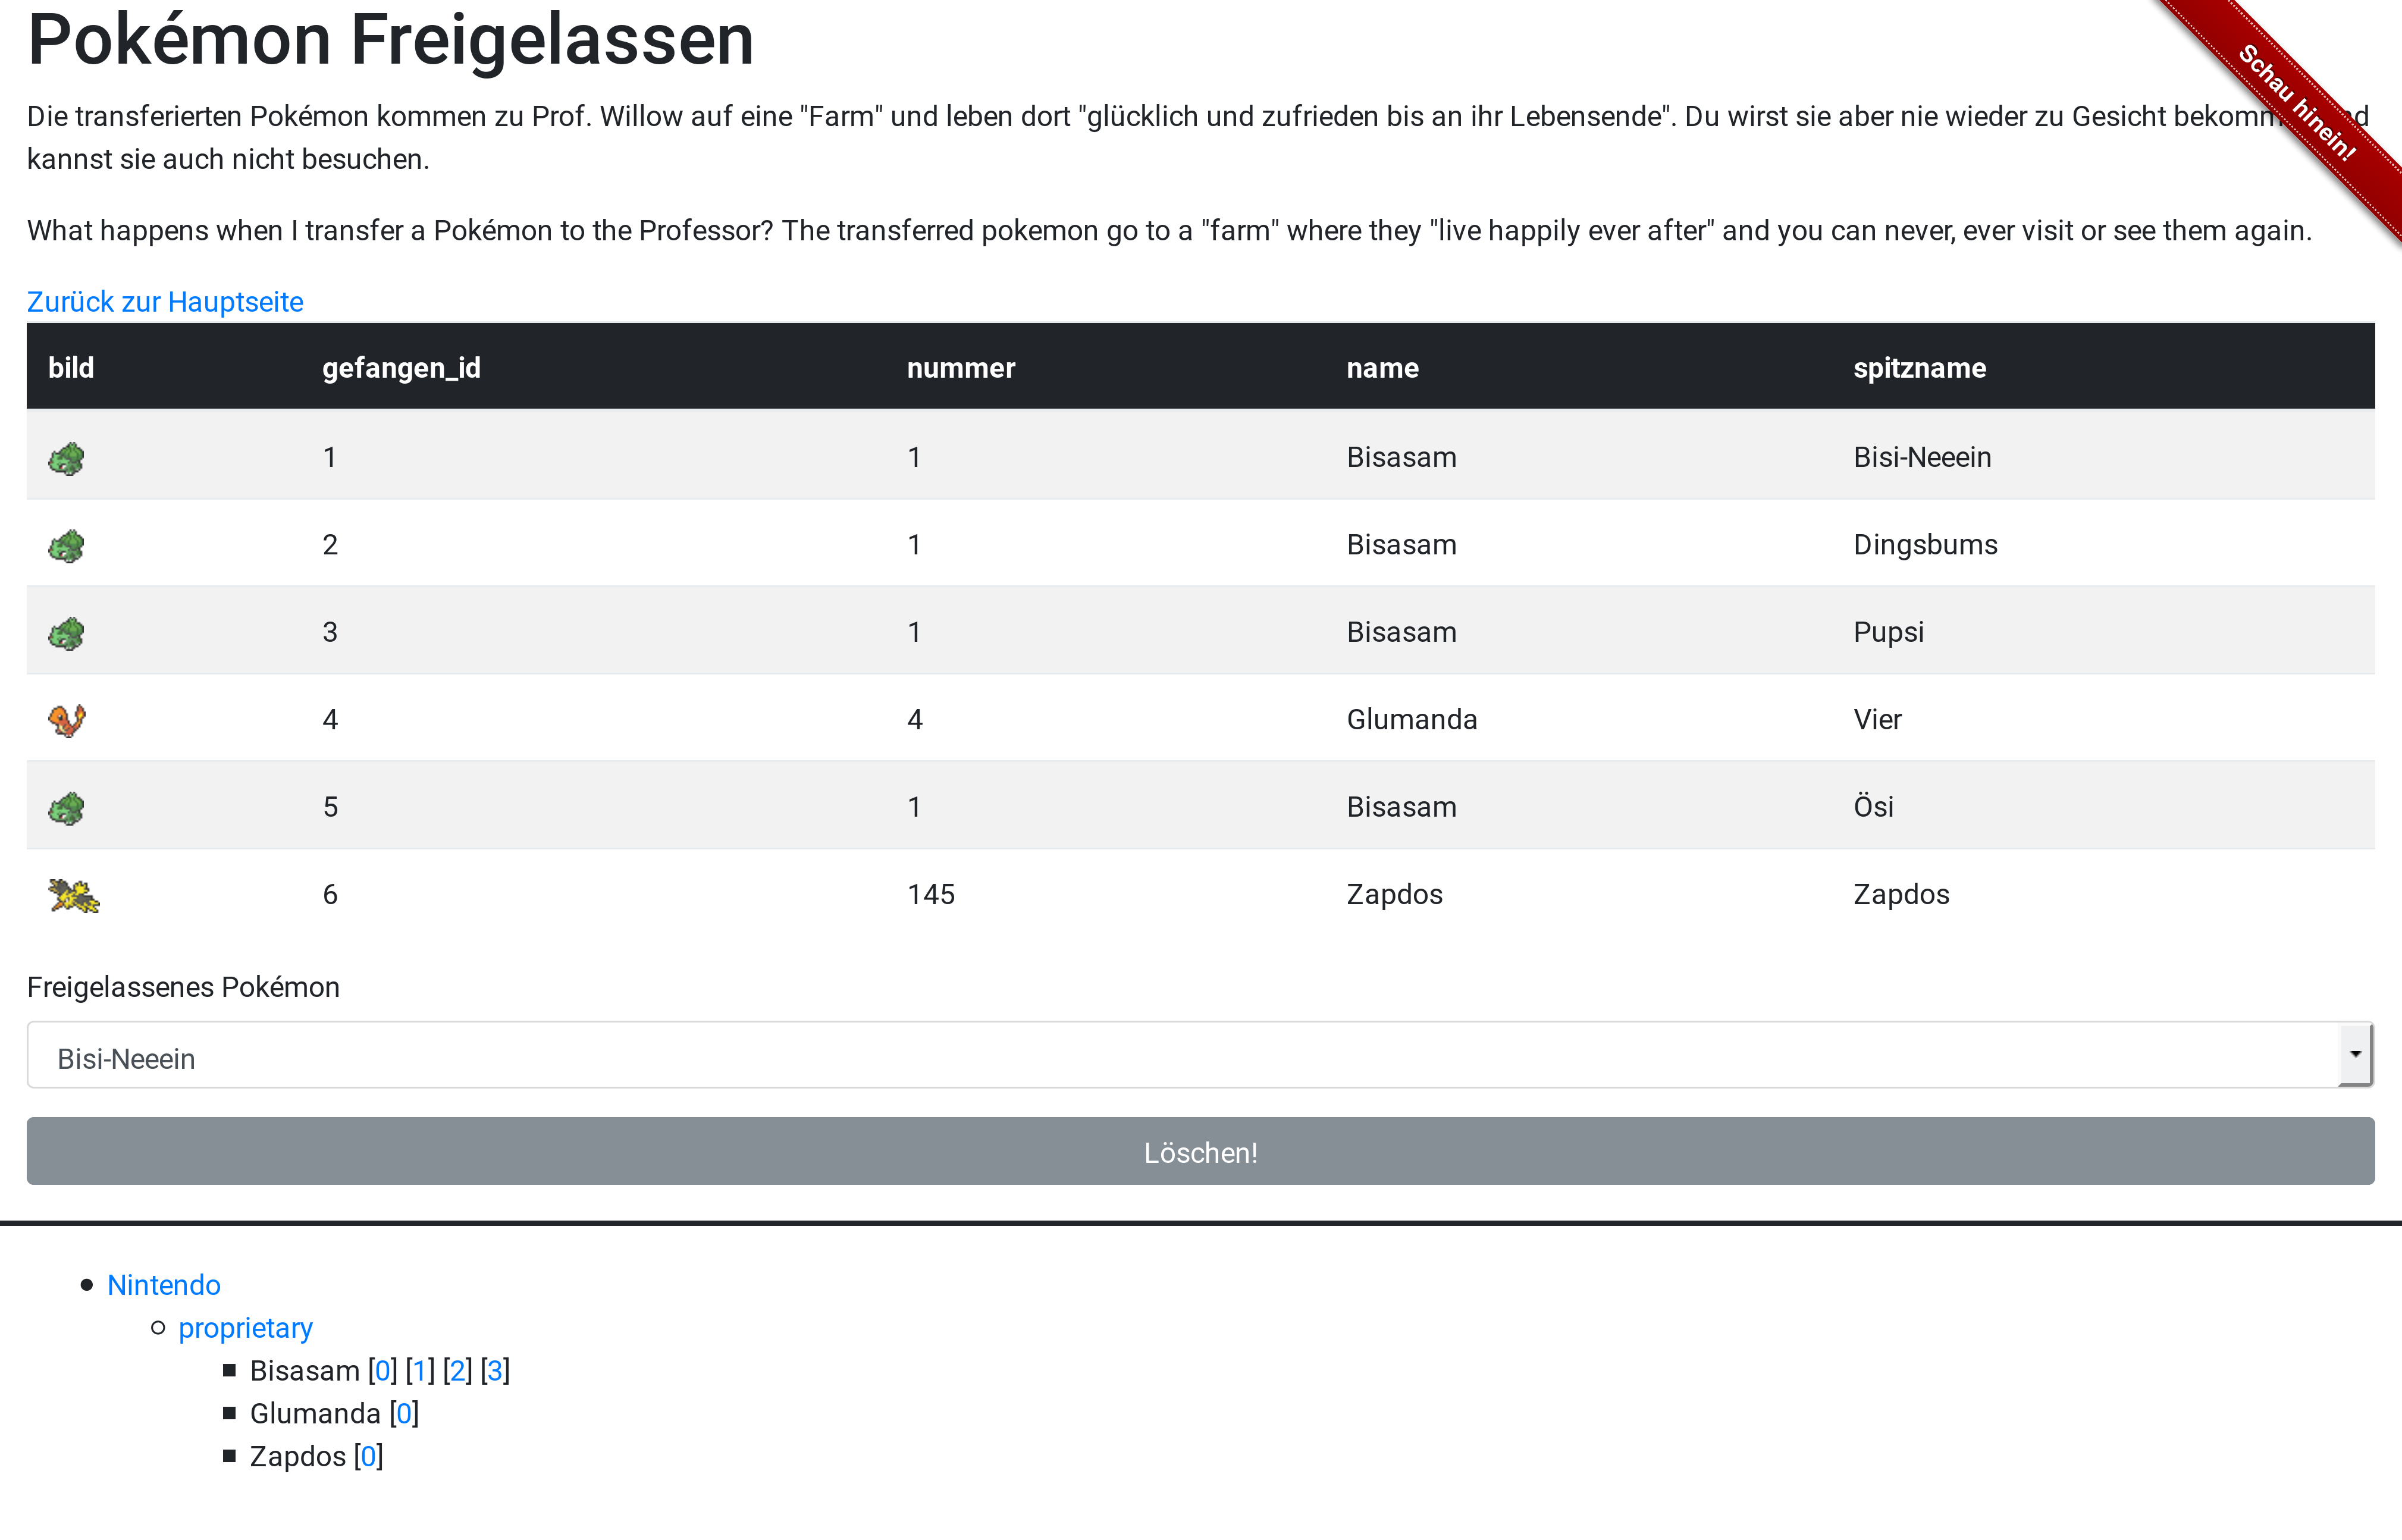 Pokémon Freigelassen
Schau hinein!
Die transferierten Pokémon kommen zu Prof. Willow auf eine "Farm" und leben dort "glücklich und zufrieden bis an ihr Lebensende". Du wirst sie aber nie wieder zu Gesicht
kannst sie auch nicht besuchen.
What happens when I transfer a Pokémon to the Professor? The transferred pokemon go to a "farm" where they "live happily ever after" and you can never, ever visit or see them again.
Zurück zur Hauptseite
bild gefangen_id nummer name spitzname
1 1 Bisasam Bisi-Neeein
2 1 Bisasam Dingsbums
3 1 Bisasam Pupsi
4 4 Glumanda Vier
5 1 Bisasam Ösi
6 145 Zapdos Zapdos
Freigelassenes Pokémon
Bisi-Neeein
Löschen!
Nintendo
proprietary
Bisasam [0] [1] [2] [3]
Glumanda [0]
Zapdos [0]